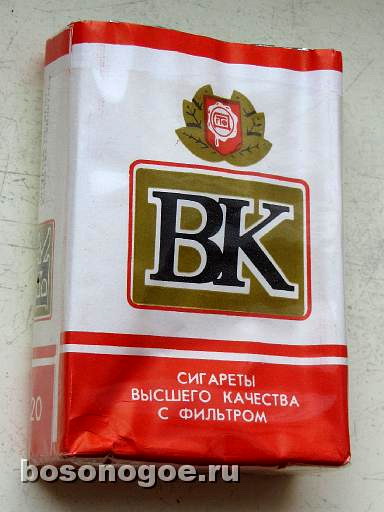 ВК
СИГАРЕТЫ
ВЫСШЕГО КАЧЕСТВА
С ФИЛЬТРОМ
20
bosonogoe.ru